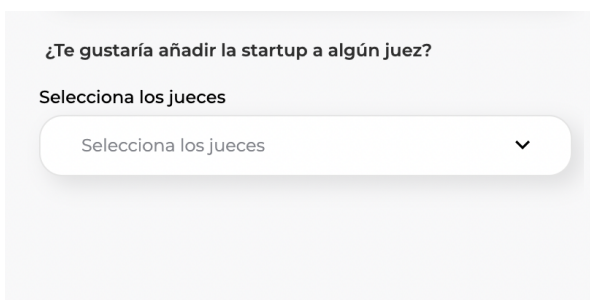 ¿Te gustaría añadir la startup a algún juez?
Selecciona los jueces
Selecciona los jueces